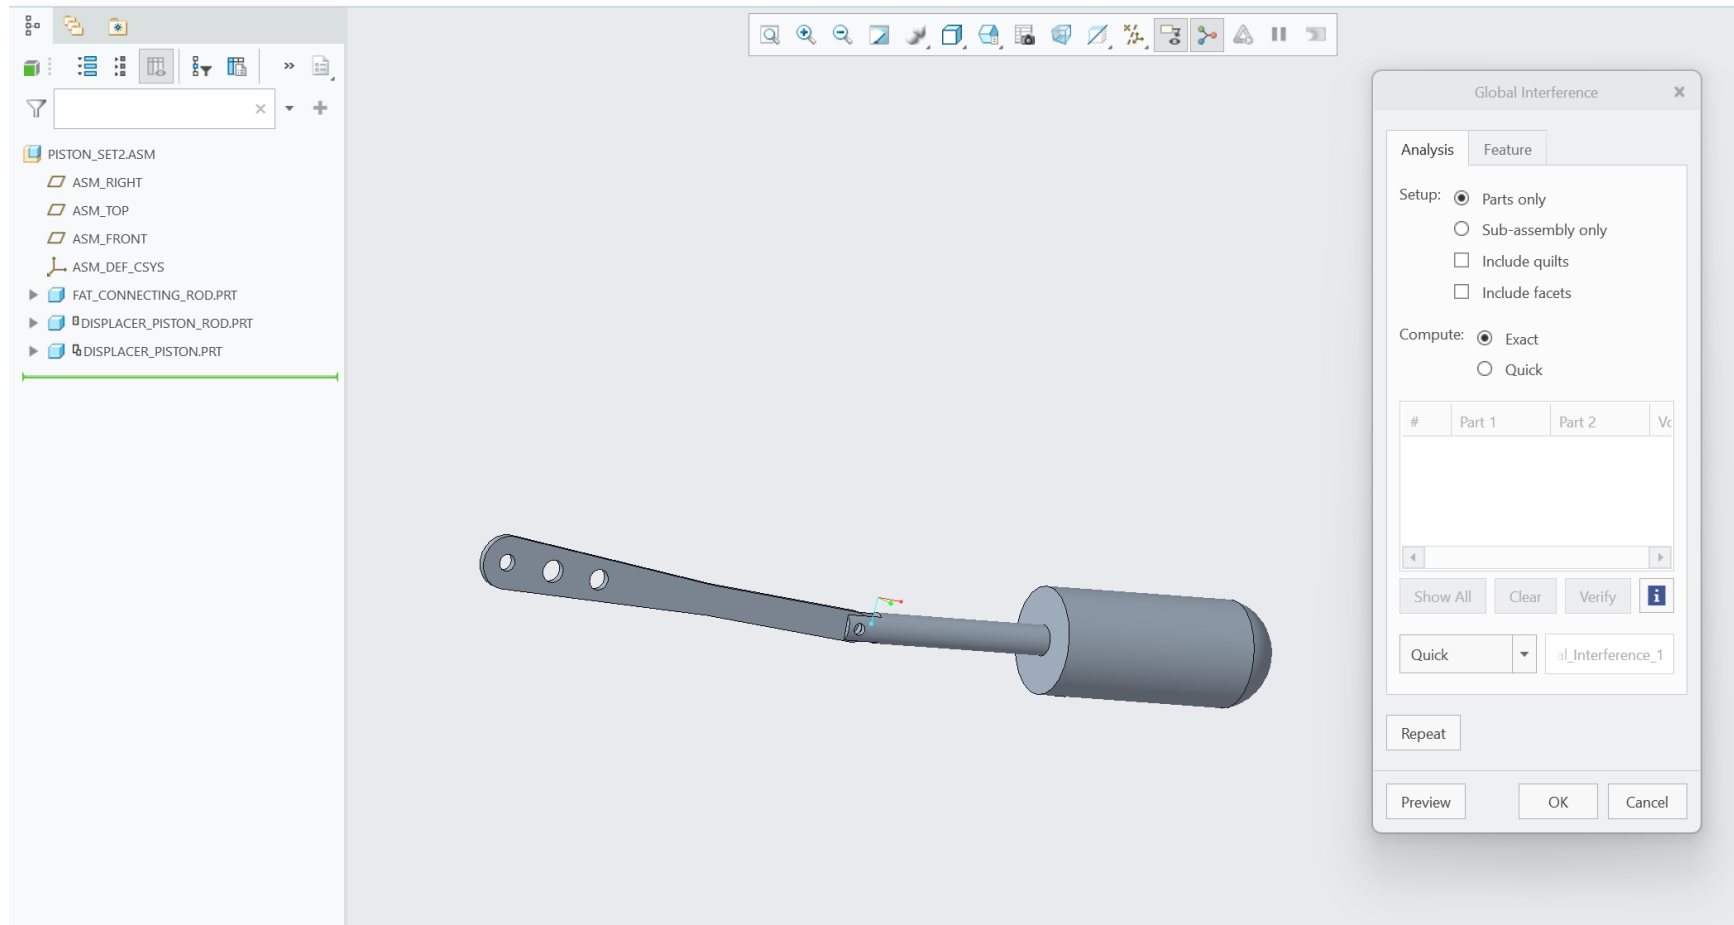 PISTON_SET2.ASM
ASM_RIGHT
ASM_TOP
ASM_FRONT
ASM_DEF_CSYS
FAT_CONNECTING_ROD.PRT
DISPLACER_PISTON_ROD.PRT
DISPLACER_PISTON.PRT
Global Interference
Analysis Feature
Setup: Parts only
Sub-assembly only
Include quilts
Include facets
Compute: Exact
Quick
# Part 1 Part 2 Vo
Show All Clear Verify
Quick al_Interference_1
Repeat
Preview OK Cancel